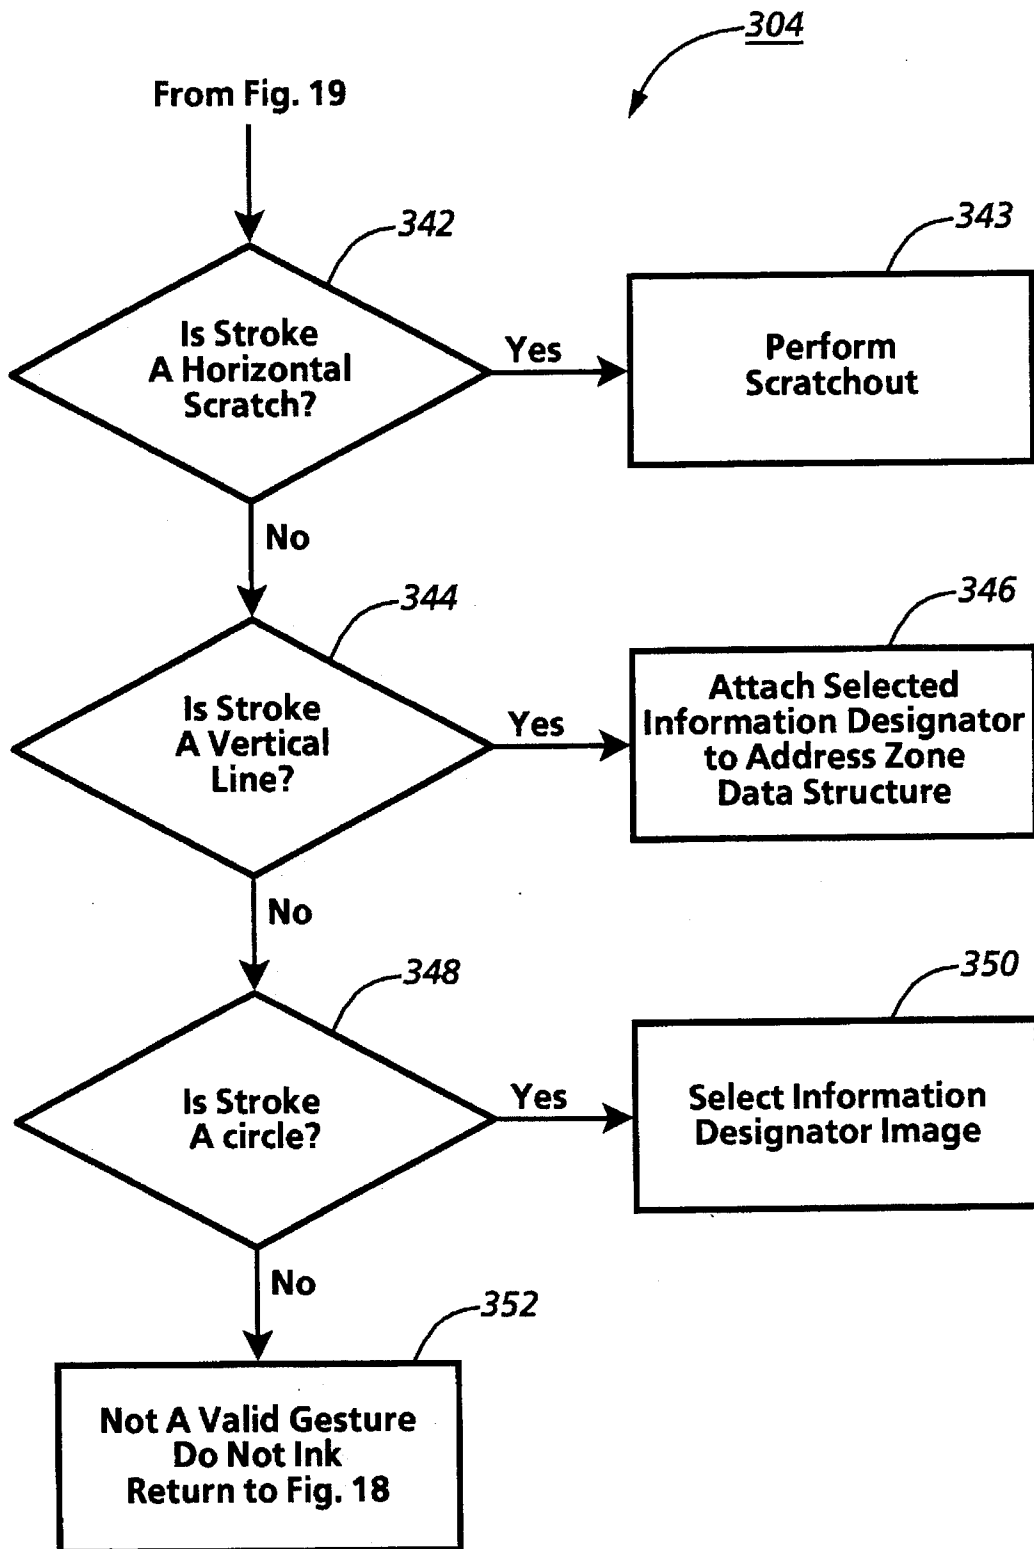 304
From Fig. 19
342
Is Stroke
A Horizontal
Scratch?
Yes
343
Perform
Scratchout
No
344
Is Stroke
A Vertical
Line?
Yes
346
Attach Selected
Information Designator
to Address Zone
Data Structure
No
348
Is Stroke
A circle?
Yes
350
Select Information
Designator Image
No
352
Not A Valid Gesture
Do Not Ink
Return to Fig. 18